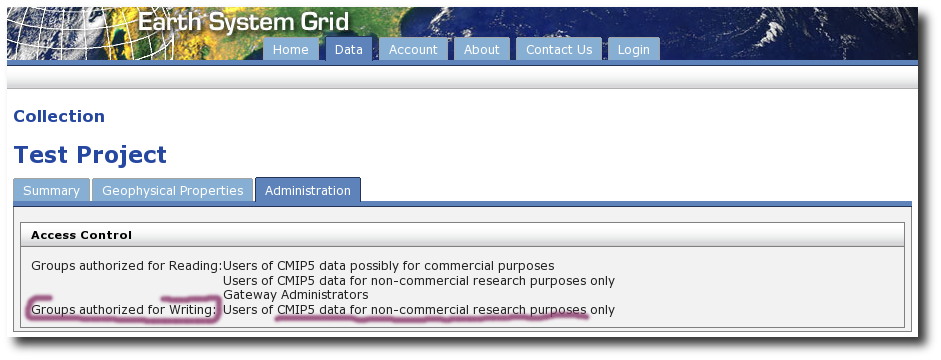 Earth System Grid
Home Data Account About Contact Us Login
Collection
Test Project
Summary Geophysical Properties Administration
Access Control
Groups authorized for Reading: Users of CMIP5 data possibly for commercial purposes
Users of CMIP5 data for non-commercial research purposes only
Gateway Administrators
Groups authorized for Writing: Users of CMIP5 data for non-commercial research purposes only